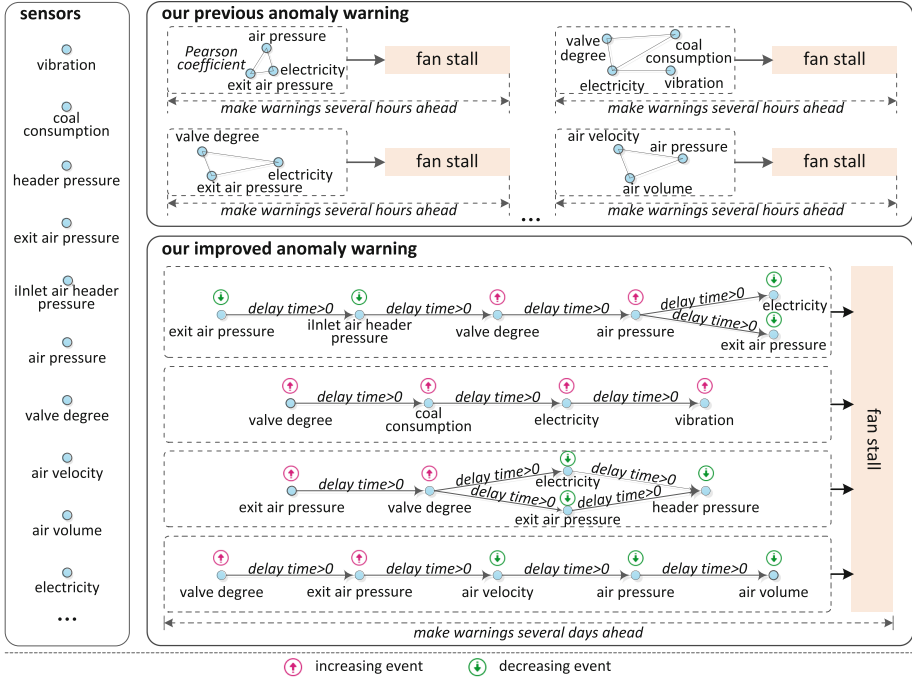 sensors
vibration
coal
consumption
header pressure
exit air pressure
iInlet air header
pressure
air pressure
valve degree
air velocity
air volume
electricity
...
our previous anomaly warning
air pressure
Pearson
coefficient
electricity
exit air pressure
fan stall
make warnings several hours ahead
valve
degree
coal
consumption
electricity
vibration
fan stall
make warnings several hours ahead
valve degree
electricity
exit air pressure
fan stall
make warnings several hours ahead
...
air velocity
air pressure
air volume
fan stall
make warnings several hours ahead
our improved anomaly warning
exit air pressure
delay time>0
iInlet air header
pressure
delay time>0
valve degree
delay time>0
air pressure
delay time>0
electricity
delay time>0
exit air pressure
valve degree
delay time>0
coal
consumption
delay time>0
electricity
delay time>0
vibration
exit air pressure
delay time>0
valve degree
delay time>0
electricity
delay time>0
delay time>0
exit air pressure
delay time>0
header pressure
valve degree
delay time>0
exit air pressure
delay time>0
air velocity
delay time>0
air pressure
delay time>0
air volume
fan stall
make warnings several days ahead
increasing event
decreasing event